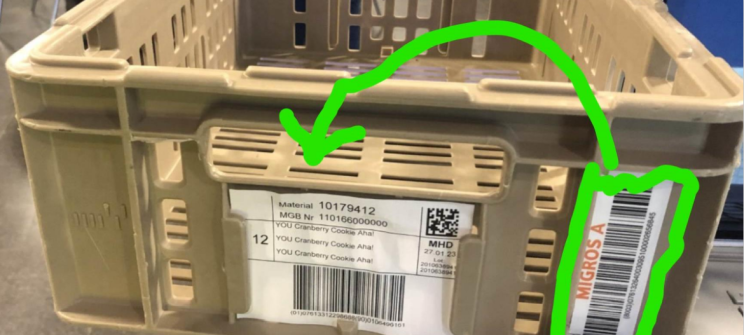 Material 10179412
MGB Nr 110166000000
12
YOU Cranberry Cookie Aha!
YOU Cranberry Cookie Aha!
YOU Cranberry Cookie Aha!
MHD
27.01.23
Lot
MIGROS A